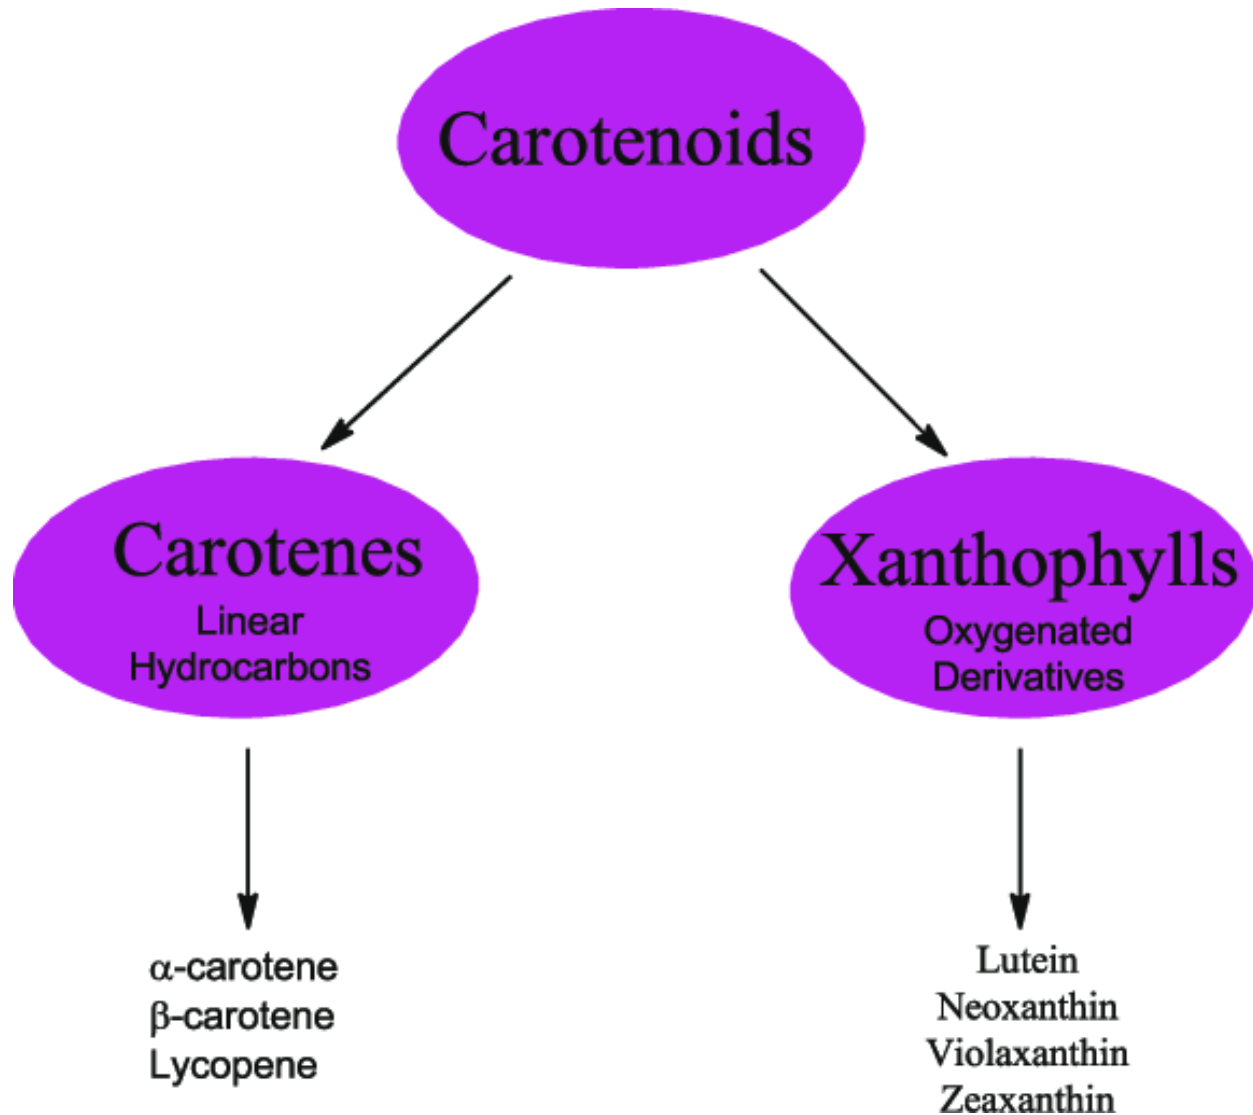 Carotenoids
Carotenes
Linear
Hydrocarbons
Xanthophylls
Oxygenated
Derivatives
α-carotene
β-carotene
Lycopene
Lutein
Neoxanthin
Violaxanthin
Zeaxanthin